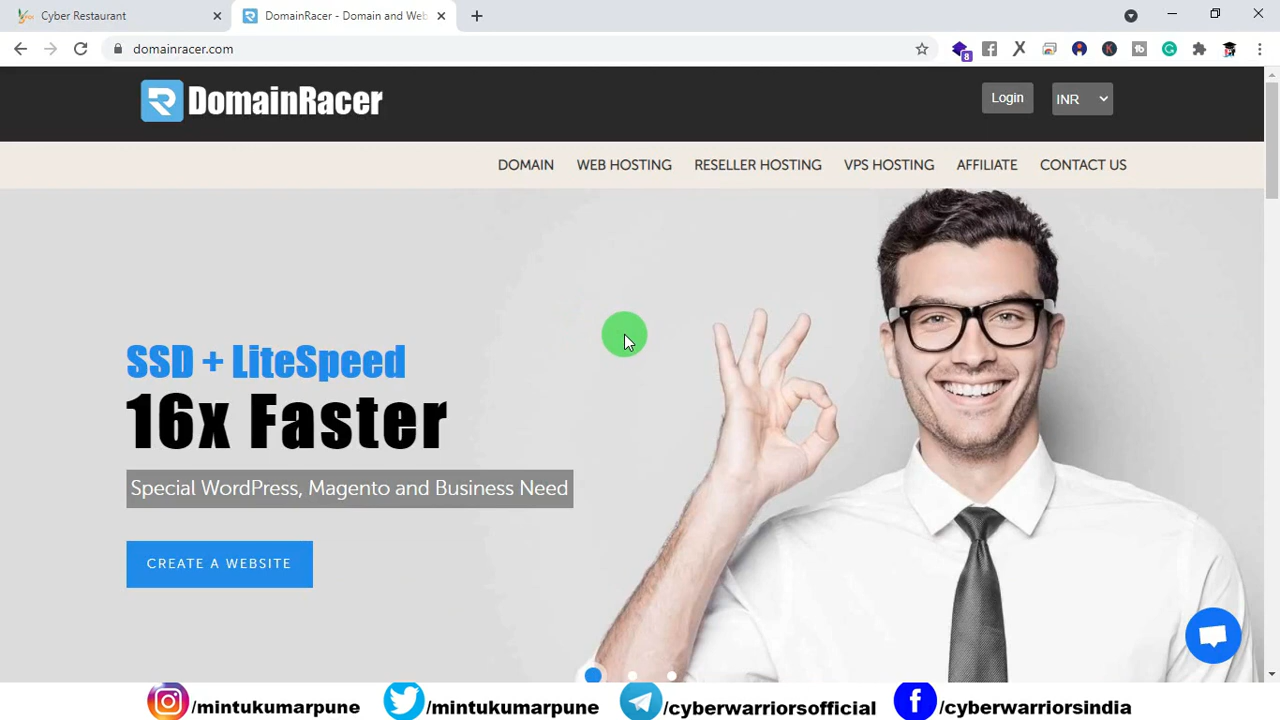 Cyber Restaurant
DomainRacer - Domain and Web
domainracer.com
8
DomainRacer
Login
INR
DOMAIN
WEB HOSTING
RESELLER HOSTING
VPS HOSTING
AFFILIATE
CONTACT US
SSD + LiteSpeed
16x Faster
Special WordPress, Magento and Business Need
CREATE A WEBSITE
/mintukumarpune
/mintukumarpune
/cyberwarriorsofficial
/cyberwarriorsindia